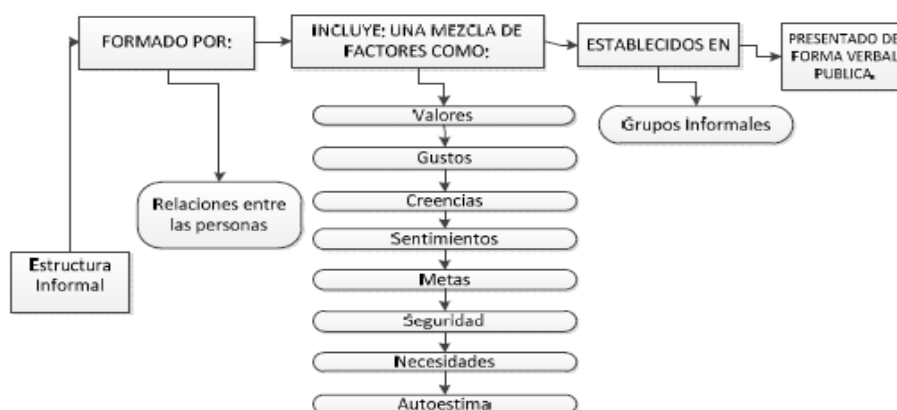 FORMADO POR:
INCLUYE: UNA MEZCLA DE
FACTORES COMO:
ESTABLECIDOS EN
PRESENTADO DE
FORMA VERBAL
PUBLICA.
Valores
Grupos Informales
Gustos
Relaciones entre
las personas
Creencias
Sentimientos
Estructura
Informal
Metas
Seguridad
Necesidades
Autoestima